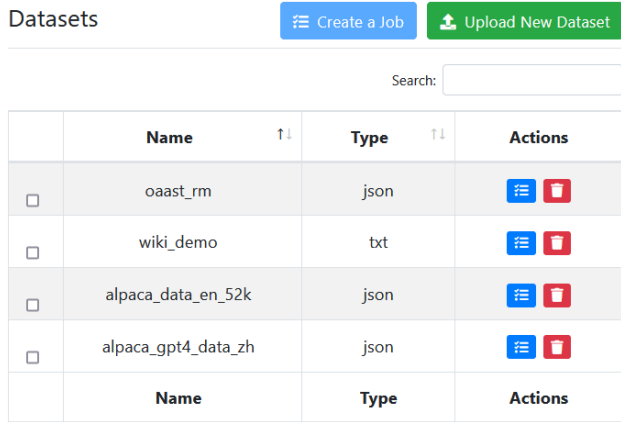 Datasets Create a Job Upload New Dataset
Search:
Name Type Actions
oaast_rm json
wiki_demo txt
alpaca_data_en_52k json
alpaca_gpt4_data_zh json
Name Type Actions